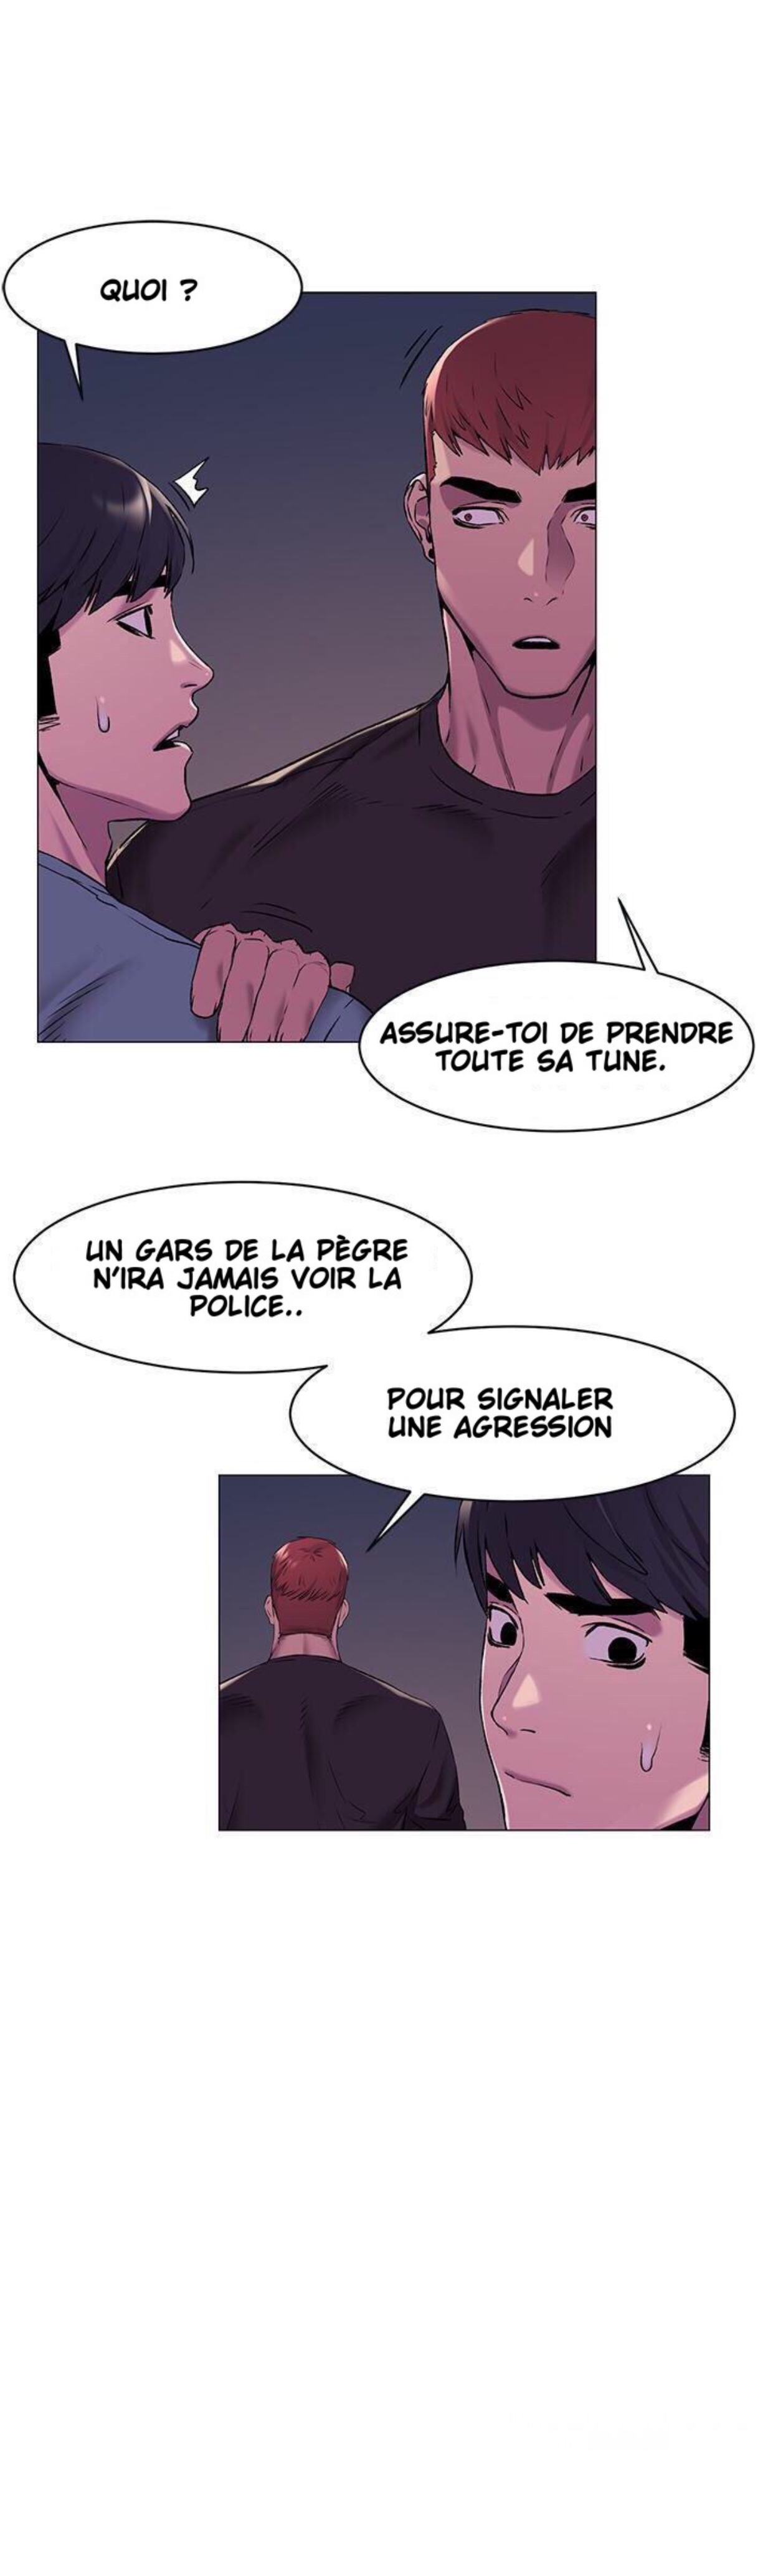 QUOI ?
ASSURE-TOI DE PRENDRE
TOUTE SA TUNE.
UN GARS DE LA PÈGRE
N'IRA JAMAIS VOIR LA
POLICE..
POUR SIGNALER
UNE AGRESSION